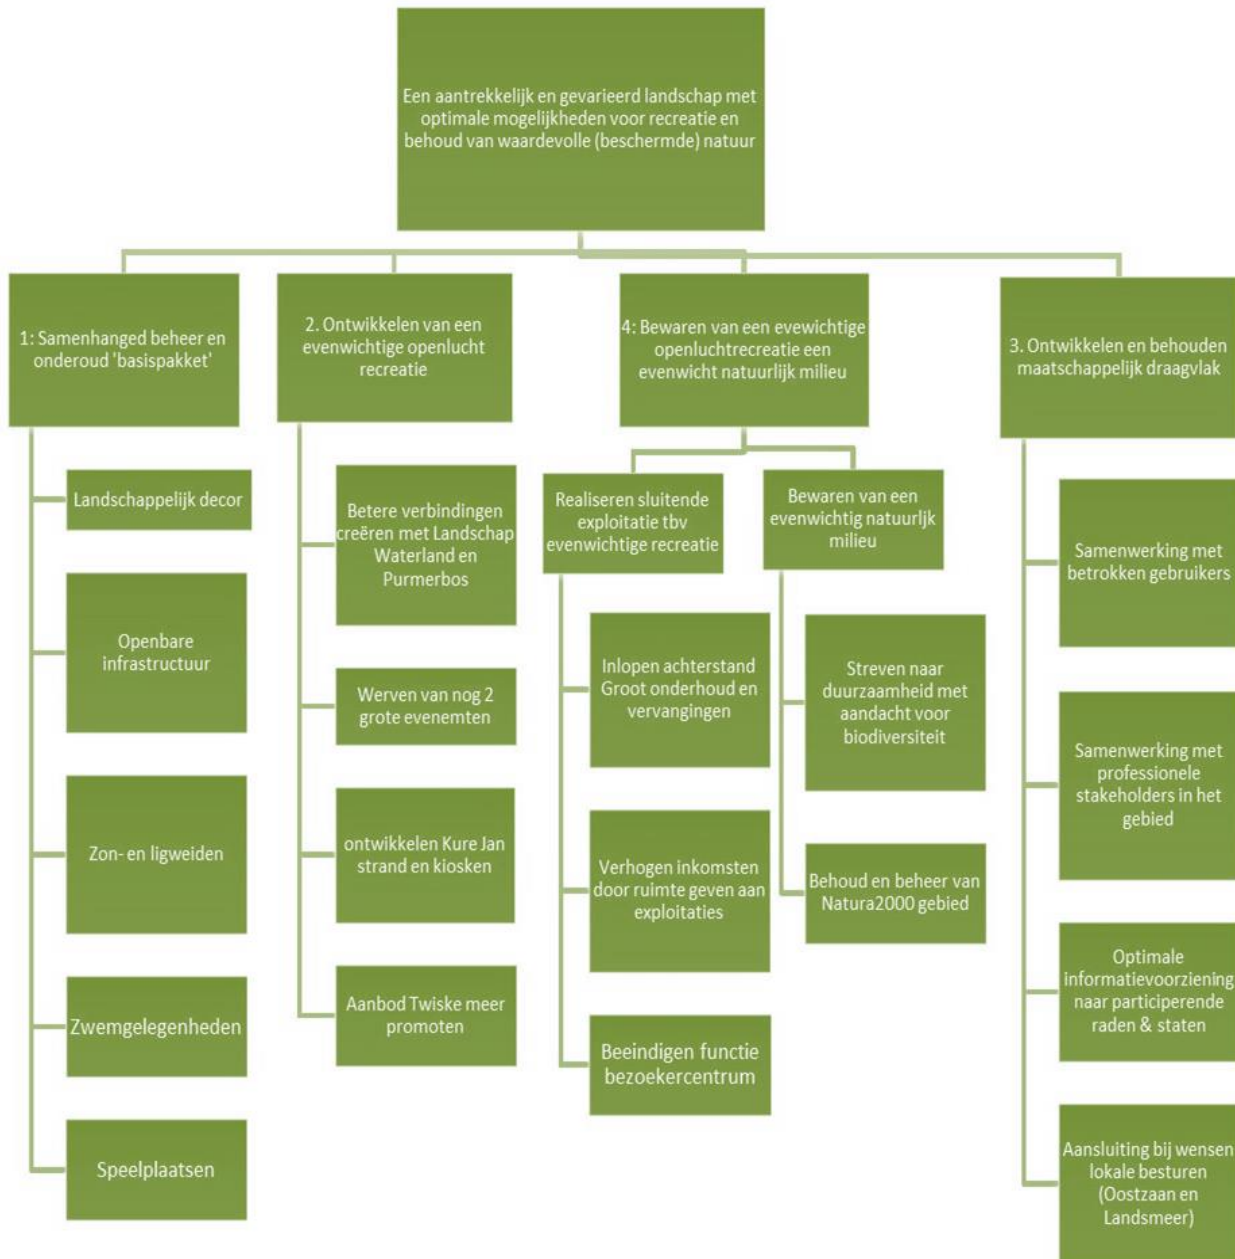 Een aantrekkelijk en gevarieerd landschap met
optimale mogelijkheden voor recreatie en
behoud van waardevolle (beschermde) natuur
1: Samenhanged beheer en
onderoud 'basispakket'
Landschappelijk decor
Openbare
infrastructuur
Zon- en ligweiden
Zwemgelegenheden
Speelplaatsen
2. Ontwikkelen van een
evenwichtige openlucht
recreatie
Betere verbindingen
creëren met Landschap
Waterland en
Purmerbos
Werven van nog 2
grote evenemten
ontwikkelen Kure Jan
strand en kiosken
Aanbod Twiske meer
promoten
4: Bewaren van een evewichtige
openluchtrecreatie een
evenwicht natuurlijk milieu
Realiseren sluitende
exploitatie tbv
evenwichtige recreatie
Inlopen achterstand
Groot onderhoud en
vervangingen
Verhogen inkomsten
door ruimte geven aan
exploitaties
Beeindigen functie
bezoekercentrum
Bewaren van een
evenwichtig natuurljk
milieu
Streven naar
duurzaamheid met
aandacht voor
biodiversiteit
Behoud en beheer van
Natura2000 gebied
3. Ontwikkelen en behouden
maatschappelijk draagvlak
Samenwerking met
betrokken gebruikers
Samenwerking met
professionele
stakeholders in het
gebied
Optimale
informatievoorziening
naar participerende
raden & staten
Aansluiting bij wensen
lokale besturen
(Oostzaan en
Landsmeer)